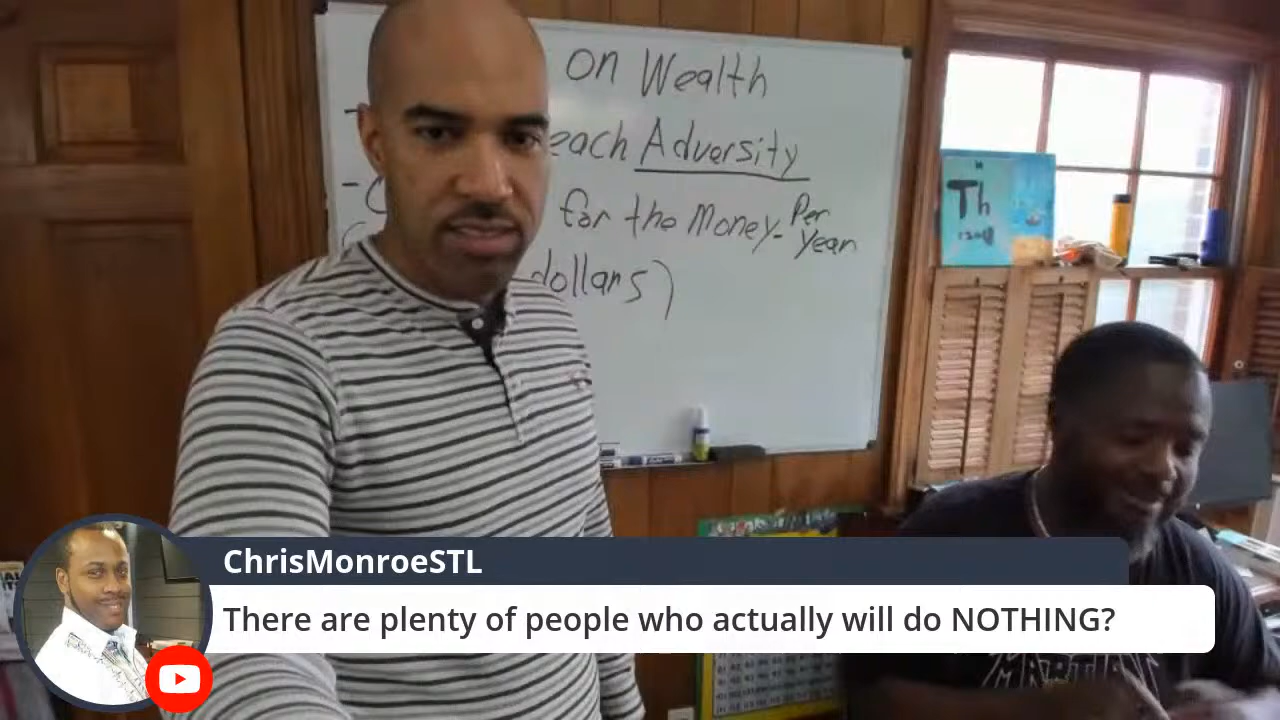 on Wealth
each Adversity
for the Money- Per Year
dollars)
Th
ChrisMonroeSTL
There are plenty of people who actually will do NOTHING?
MARTIAN